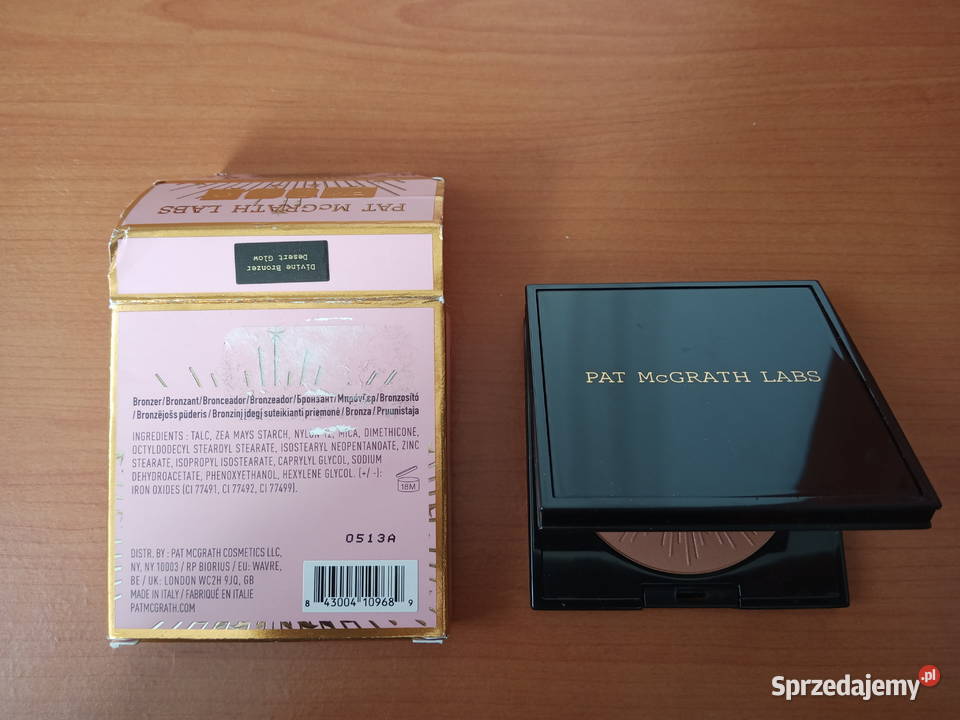 PAT McGRATH LABS
Divine Bronzer
Desert Glow
Bronzer/Bronzant/Bronceador/Bronzeador/Бронзант/Μπρόνζερ/Bronzosító
/Bronzējošs pūderis/Bronzinį įdegį suteikianti priemonė/Bronza/Pruunistaja
INGREDIENTS : TALC, ZEA MAYS STARCH, NYLON-12, MICA, DIMETHICONE,
OCTYLDODECYL STEAROYL STEARATE, ISOSTEARYL NEOPENTANOATE, ZINC
STEARATE, ISOPROPYL ISOSTEARATE, CAPRYLYL GLYCOL, SODIUM
DEHYDROACETATE, PHENOXYETHANOL, HEXYLENE GLYCOL. (+/ -):
IRON OXIDES (CI 77491, CI 77492, CI 77499).
18M
0513A
DISTR. BY : PAT MCGRATH COSMETICS LLC,
NY, NY 10003 / RP BIORIUS / EU: WAVRE,
BE / UK: LONDON WC2H 9JQ, GB
MADE IN ITALY / FABRIQUÉ EN ITALIE
PATMCGRATH.COM
8 43004 10968 9
PAT McGRATH LABS
Sprzedajemy.pl